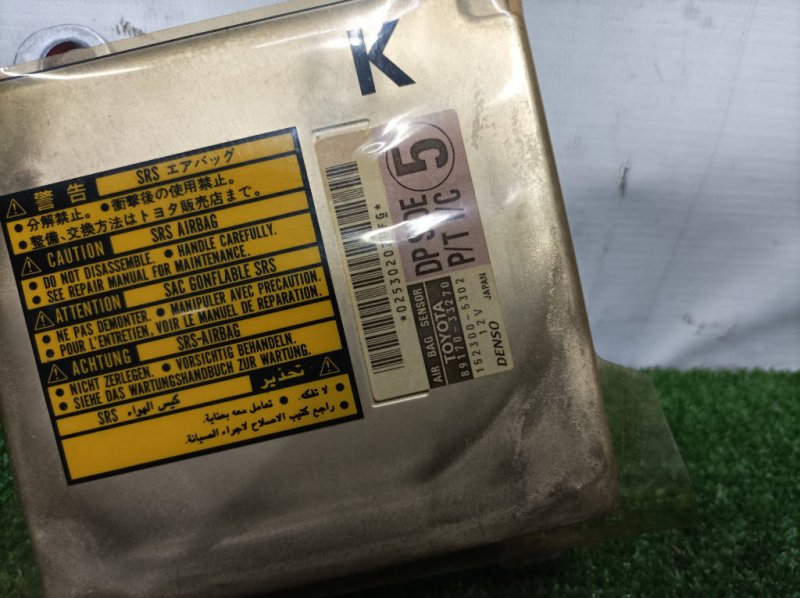 K
警告 SRS エアバッグ
•分解禁止。 •衝撃後の使用禁止。
•整備、交換方法はトヨタ販売店まで。
CAUTION SRS AIRBAG
•DO NOT DISASSEMBLE. •HANDLE CAREFULLY.
•SEE REPAIR MANUAL FOR MAINTENANCE.
ATTENTION SAC GONFLABLE SRS
•NE PAS DEMONTER. •MANIPULER AVEC PRECAUTION.
•POUR L'ENTRETIEN, VOIR LE MANUEL DE REPARATION.
ACHTUNG SRS-AIRBAG
•NICHT ZERLEGEN. •VORSICHTIG BEHANDELN.
•SIEHE DAS WARTUNGSHANDBUCH ZUR WARTUNG.
تحذير
SRS كيس الهواء
• لا تفكه. • تعامل معه بعناية.
• راجع كتيب الاصلاح لاجراء الصيانة.
DP SIDE 5
P/T
AIR BAG SENSOR
TOYOTA
89170-33270
152300-5302
12V JAPAN
DENSO